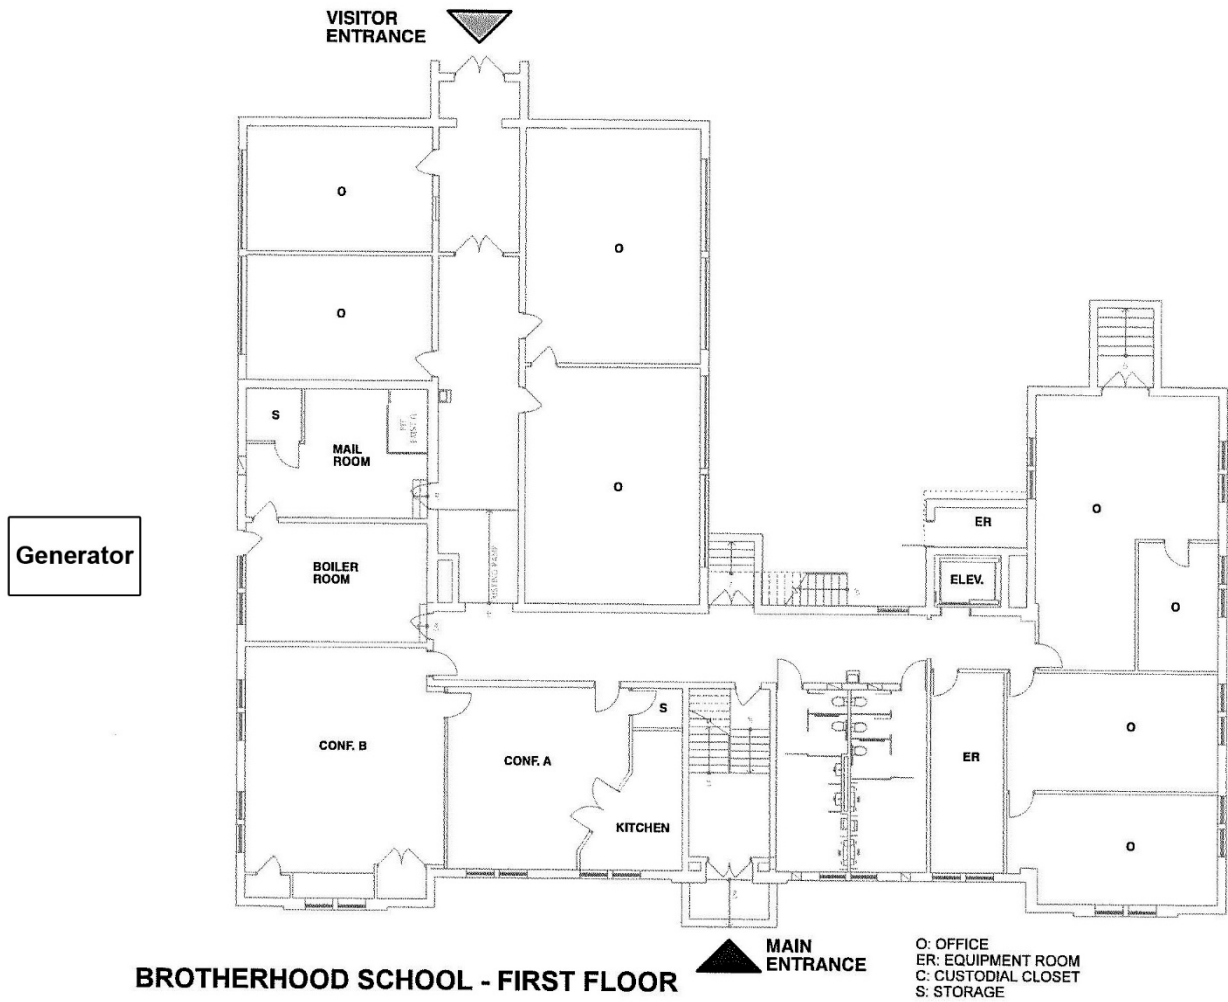 VISITOR
ENTRANCE
O
O
O
O
S
MAIL
ROOM
O
ER
Generator
BOILER
ROOM
ELEV.
O
S
O
CONF. B
CONF. A
ER
KITCHEN
O
MAIN
ENTRANCE
BROTHERHOOD SCHOOL - FIRST FLOOR
O: OFFICE
ER: EQUIPMENT ROOM
C: CUSTODIAL CLOSET
S: STORAGE